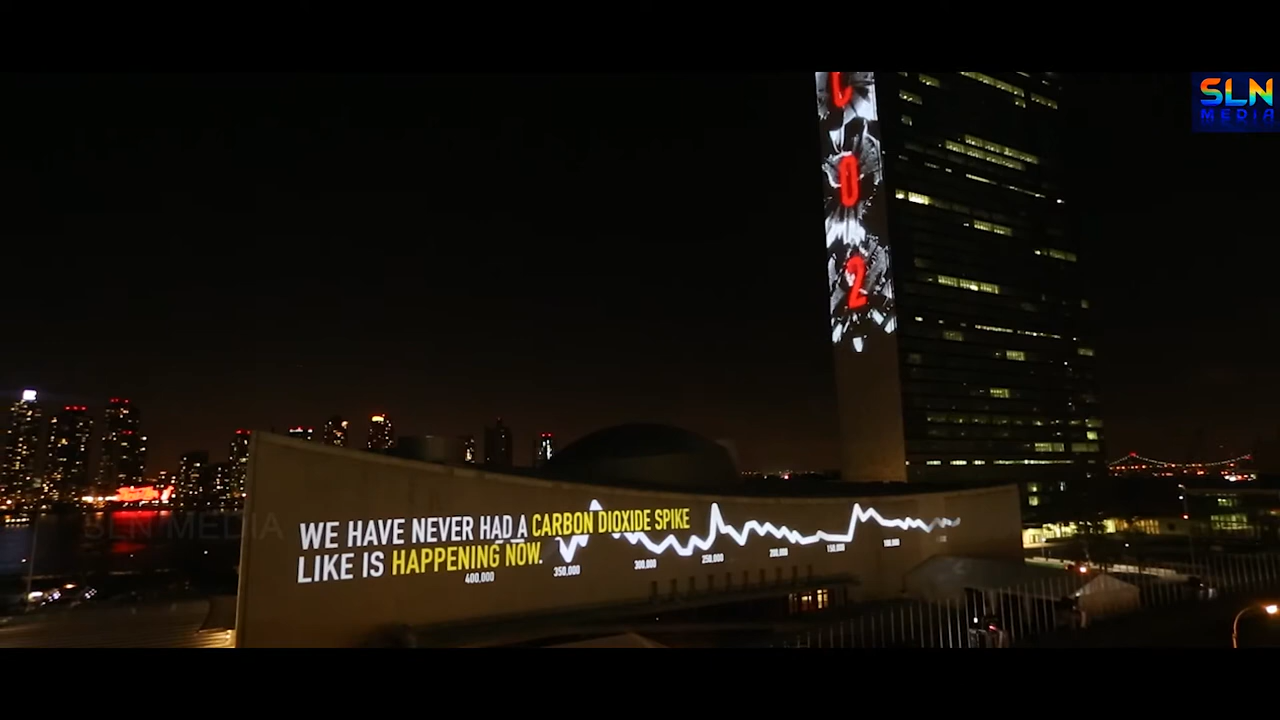 SLN
MEDIA
C
O
2
WE HAVE NEVER HAD A CARBON DIOXIDE SPIKE
LIKE IS HAPPENING NOW.
400,000
350,000
300,000
250,000
200,000
150,000
100,000
SLN MEDIA